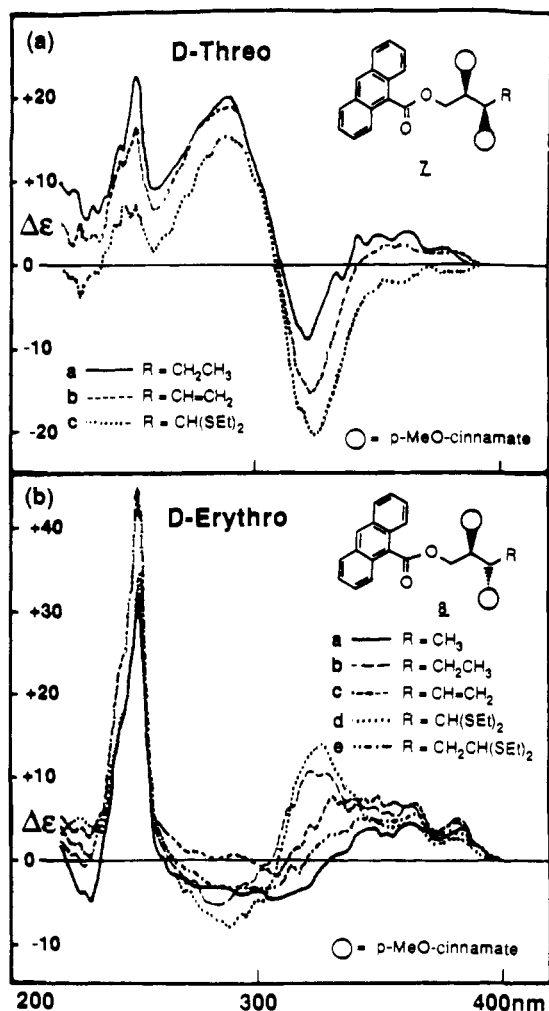 (a)
D-Threo
O
R
O
7
+20
+10
Δε
0
-10
-20
a R = CH₂CH₃
b R = CH=CH₂
c R = CH(SEt)₂
= p-MeO-cinnamate
300
(b)
D-Erythro
O
R
O
8
+40
+30
+20
+10
Δε
0
-10
a R = CH₃
b R = CH₂CH₃
c R = CH=CH₂
d R = CH(SEt)₂
e R = CH₂CH(SEt)₂
= p-MeO-cinnamate
200 300 400nm